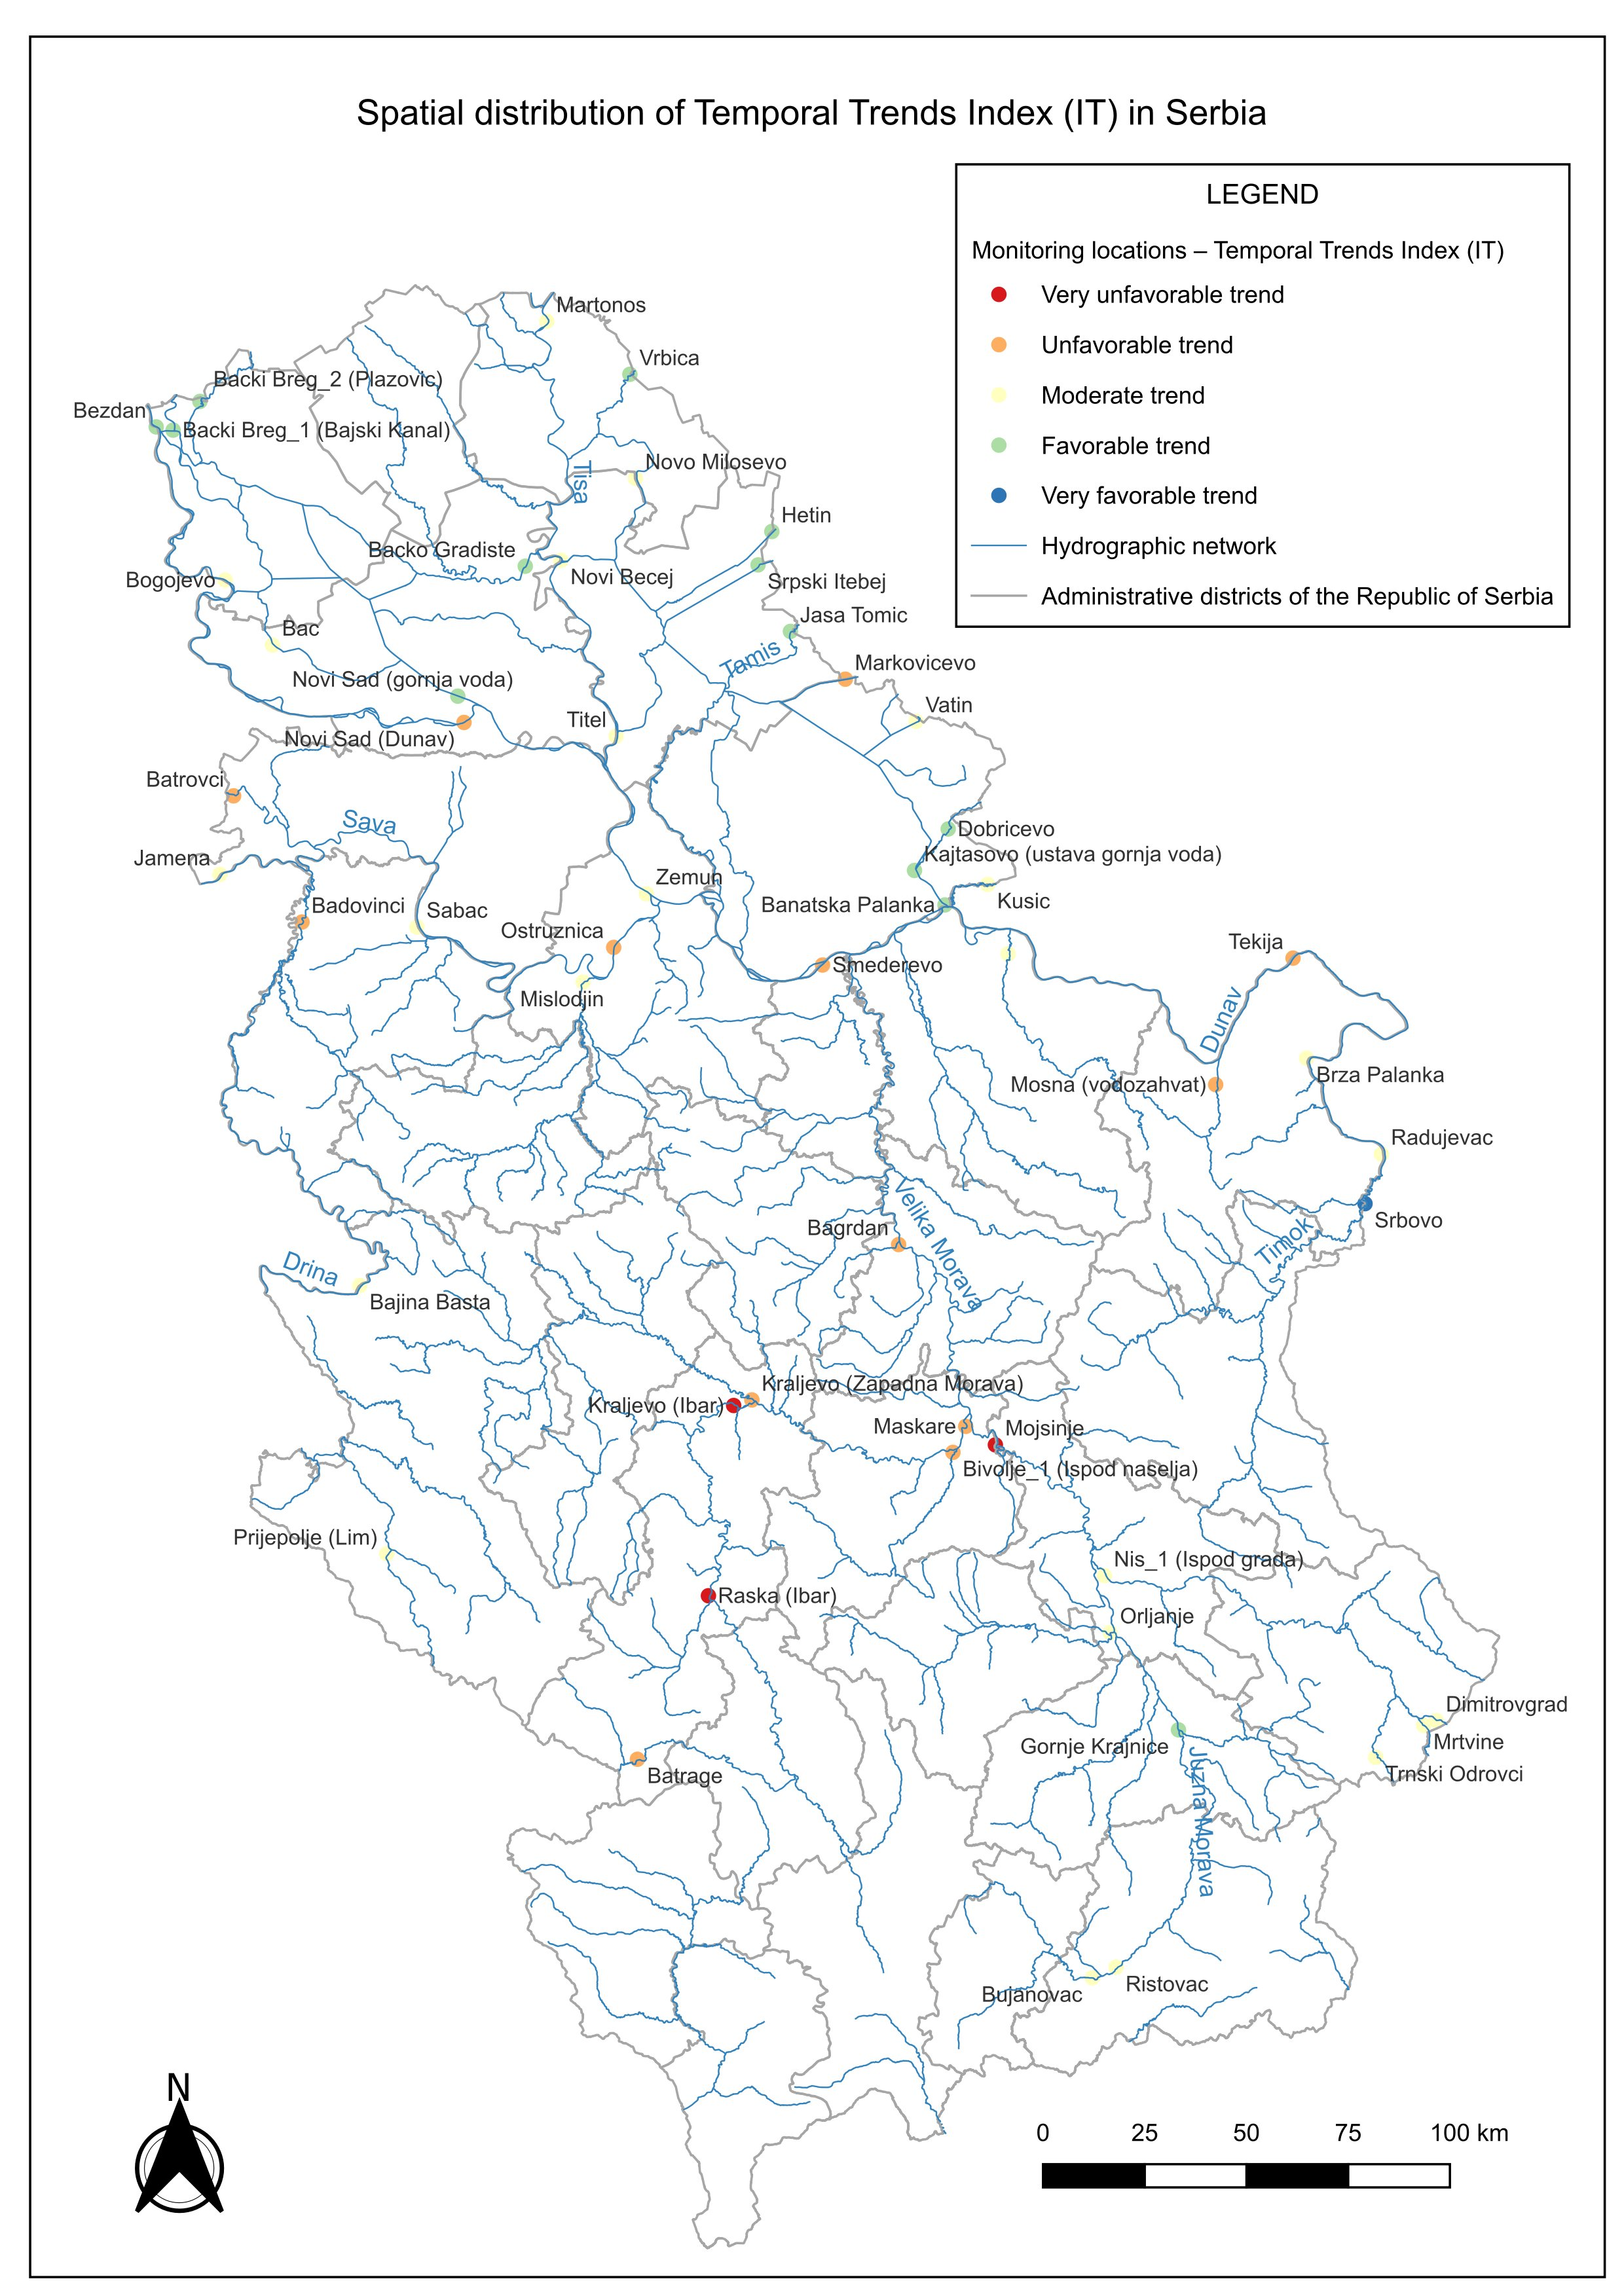 Spatial distribution of Temporal Trends Index (IT) in Serbia
LEGEND
Monitoring locations – Temporal Trends Index (IT)
Very unfavorable trend
Unfavorable trend
Moderate trend
Favorable trend
Very favorable trend
Hydrographic network
Administrative districts of the Republic of Serbia
Martonos
Vrbica
Backi Breg_2 (Plazovic)
Bezdan
Backi Breg_1 (Bajski Kanal)
Novo Milosevo
Tisa
Hetin
Backo Gradiste
Novi Becej
Bogojevo
Srpski Itebej
Jasa Tomic
Bac
Tamis
Markovicevo
Novi Sad (gornja voda)
Vatin
Titel
Novi Sad (Dunav)
Batrovci
Sava
Dobricevo
Jamena
Kajtasovo (ustava gornja voda)
Zemun
Banatska Palanka
Kusic
Badovinci
Sabac
Ostruznica
Tekija
Smederevo
Mislodjin
Dunav
Mosna (vodozahvat)
Brza Palanka
Radujevac
Velika Morava
Bagrdan
Srbovo
Timok
Drina
Bajina Basta
Kraljevo (Zapadna Morava)
Kraljevo (Ibar)
Maskare
Mojsinje
Bivolje_1 (Ispod naselja)
Prijepolje (Lim)
Nis_1 (Ispod grada)
Raska (Ibar)
Orljanje
Dimitrovgrad
Mrtvine
Gornje Krajnice
Trnski Odrovci
Batrage
Juzna Morava
Ristovac
Bujanovac
N
0 25 50 75 100 km